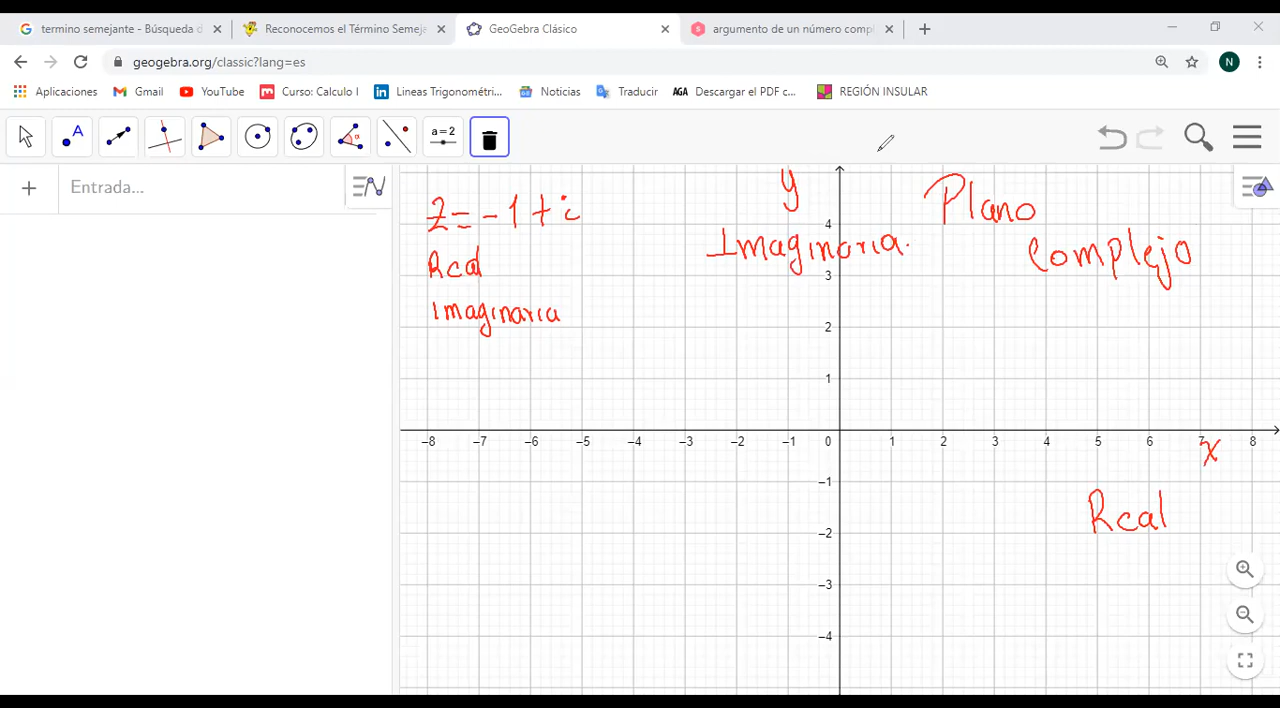 termino semejante - Búsqueda d
Reconocemos el Término Semeja
GeoGebra Clásico
argumento de un número compl
geogebra.org/classic?lang=es
N
Aplicaciones
Gmail
YouTube
Curso: Calculo I
Lineas Trigonométri...
Noticias
Traducir
AGA Descargar el PDF c...
REGIÓN INSULAR
A
α
a=2
Entrada...
y
Plano
Z = -1 + i
Imaginaria.
Complejo
Real
Imaginaria
4
3
2
1
-8 -7 -6 -5 -4 -3 -2 -1 0 1 2 3 4 5 6 7 8
x
-1
Real
-2
-3
-4